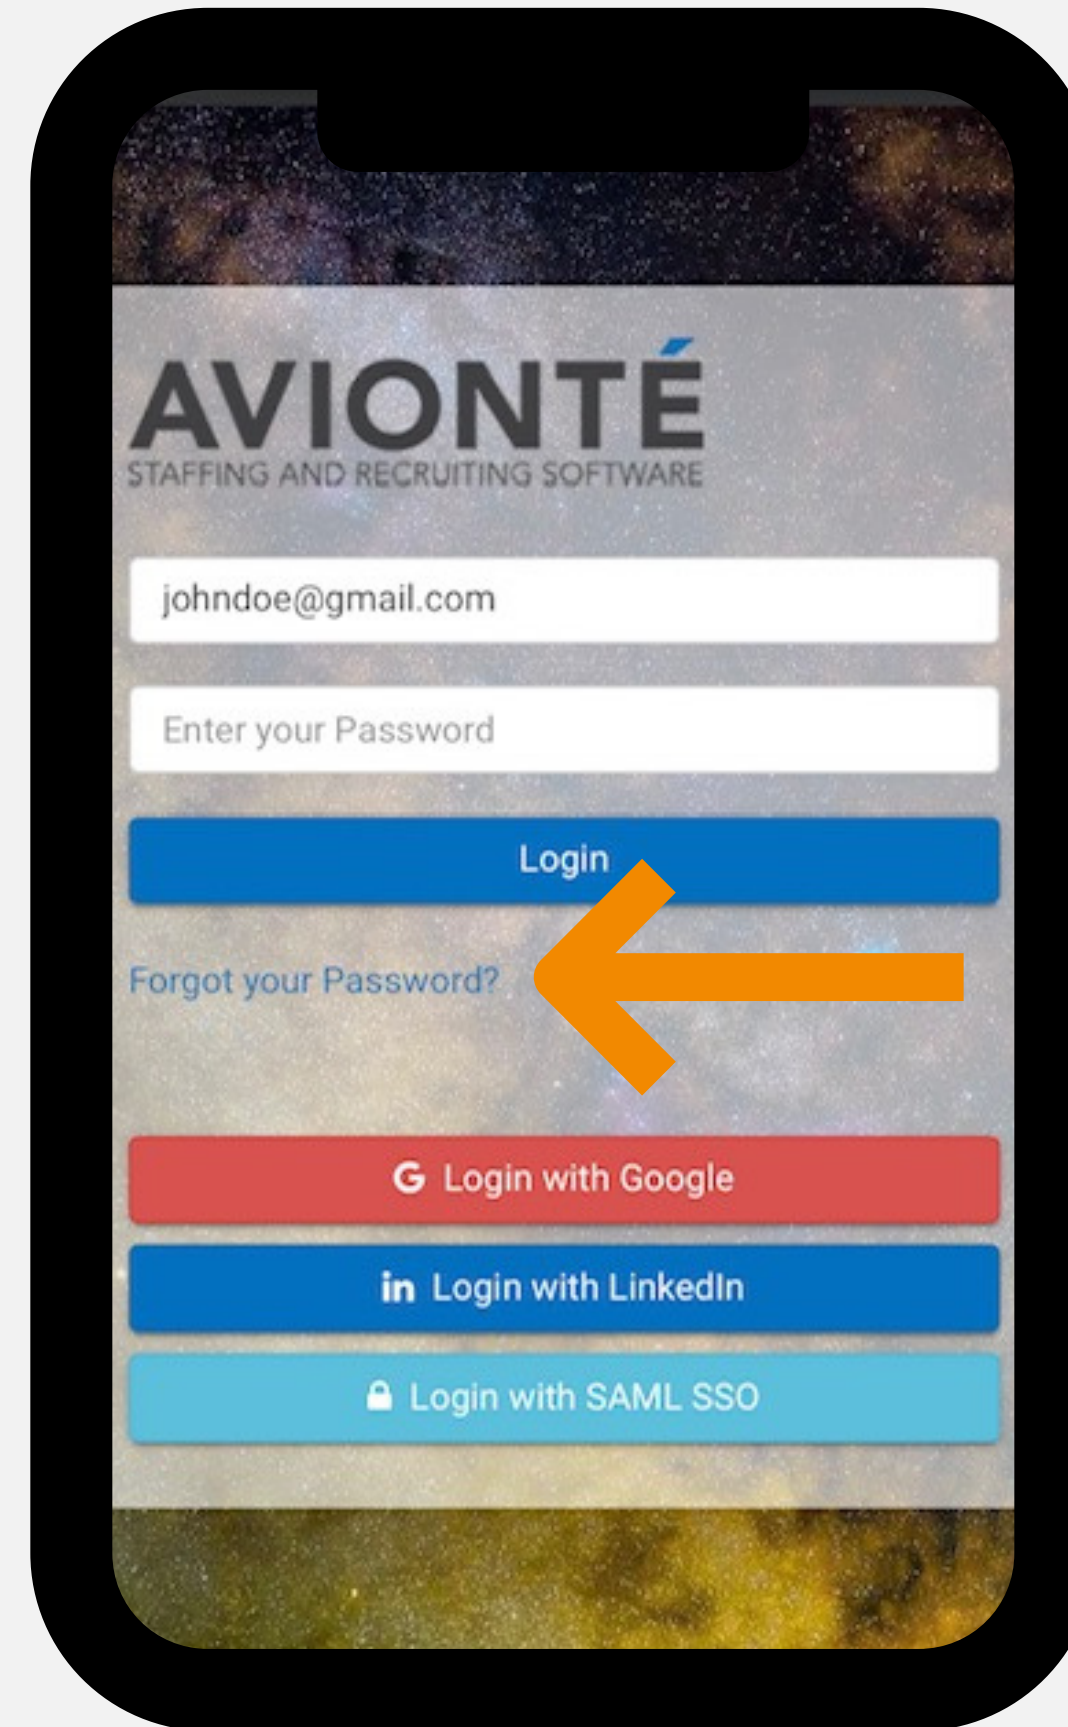 AVIONTÉ
STAFFING AND RECRUITING SOFTWARE
johndoe@gmail.com
Enter your Password
Login
Forgot your Password?
G Login with Google
in Login with LinkedIn
Login with SAML SSO